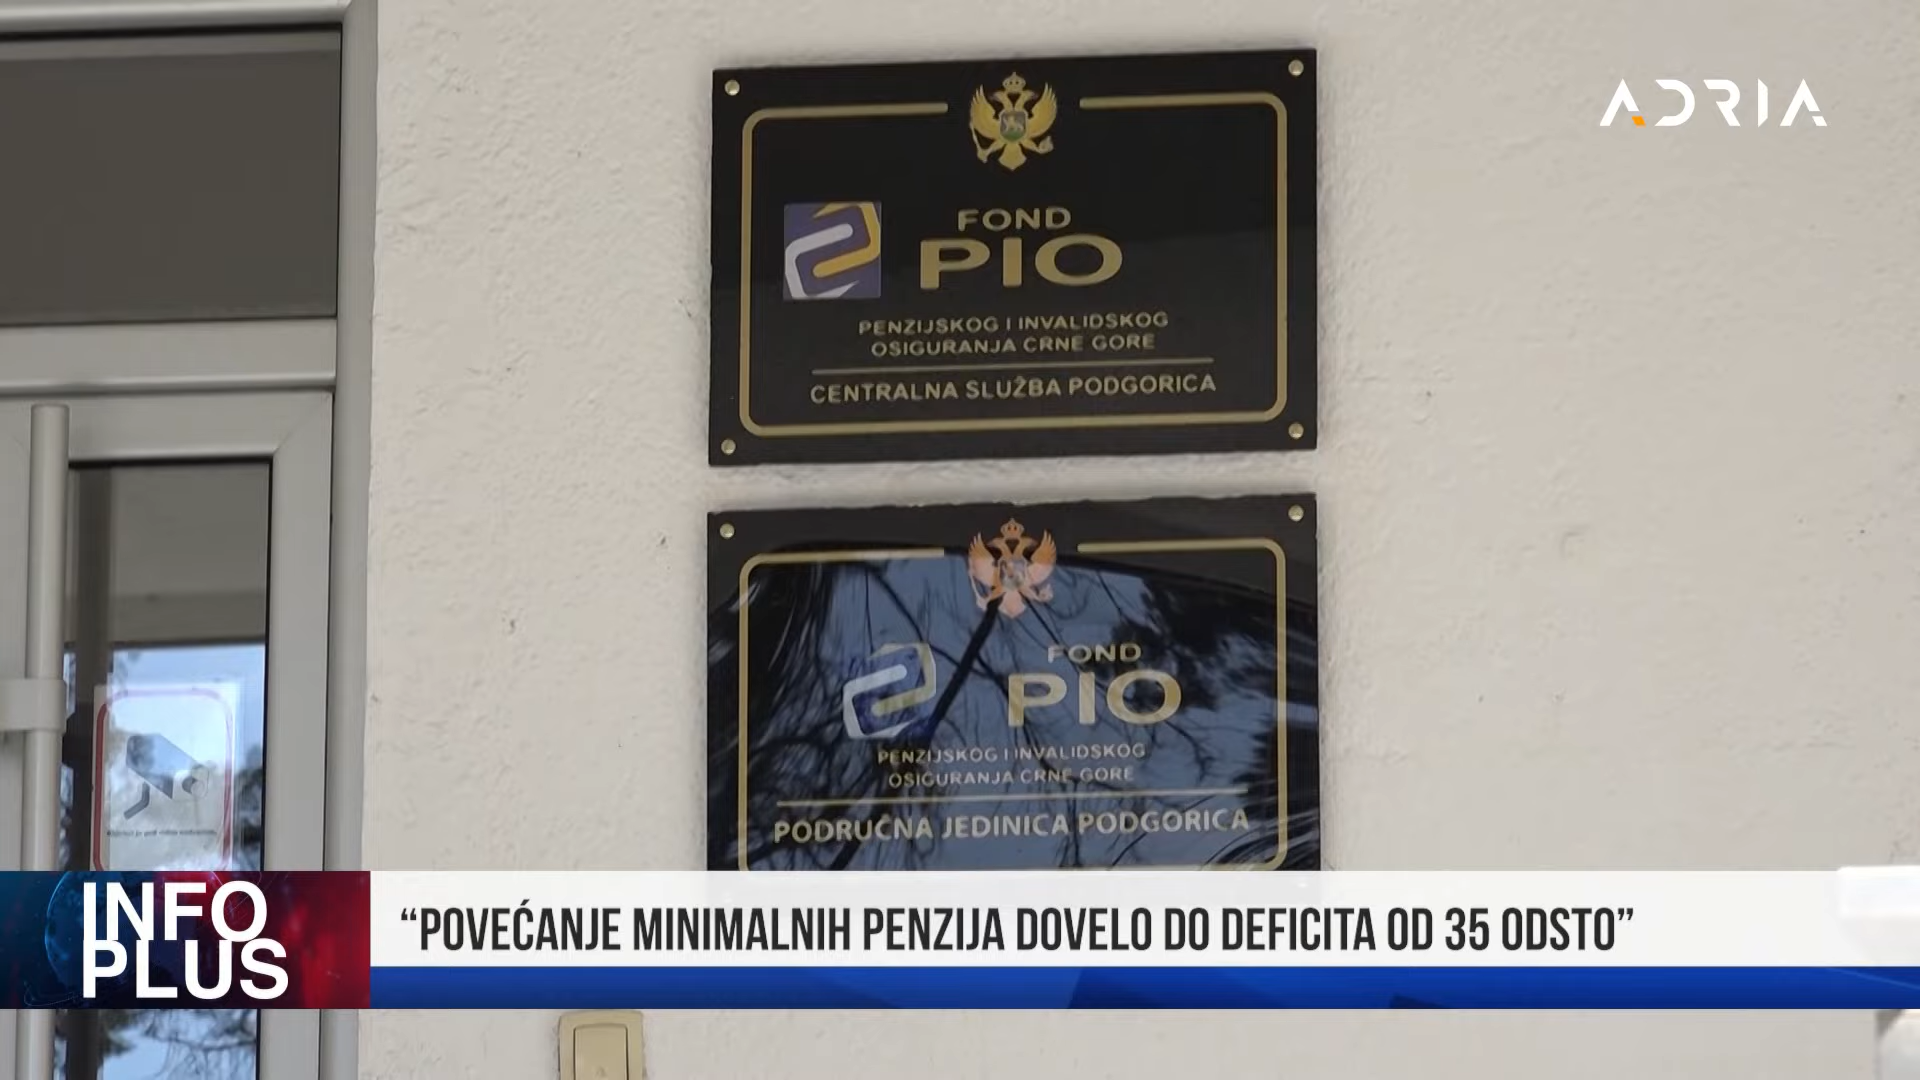 ADRIA
FOND
PIO
PENZIJSKOG I INVALIDSKOG
OSIGURANJA CRNE GORE
CENTRALNA SLUŽBA PODGORICA
FOND
PIO
PENZIJSKOG I INVALIDSKOG
OSIGURANJA CRNE GORE
PODRUČNA JEDINICA PODGORICA
INFO
PLUS
“POVEĆANJE MINIMALNIH PENZIJA DOVELO DO DEFICITA OD 35 ODSTO”